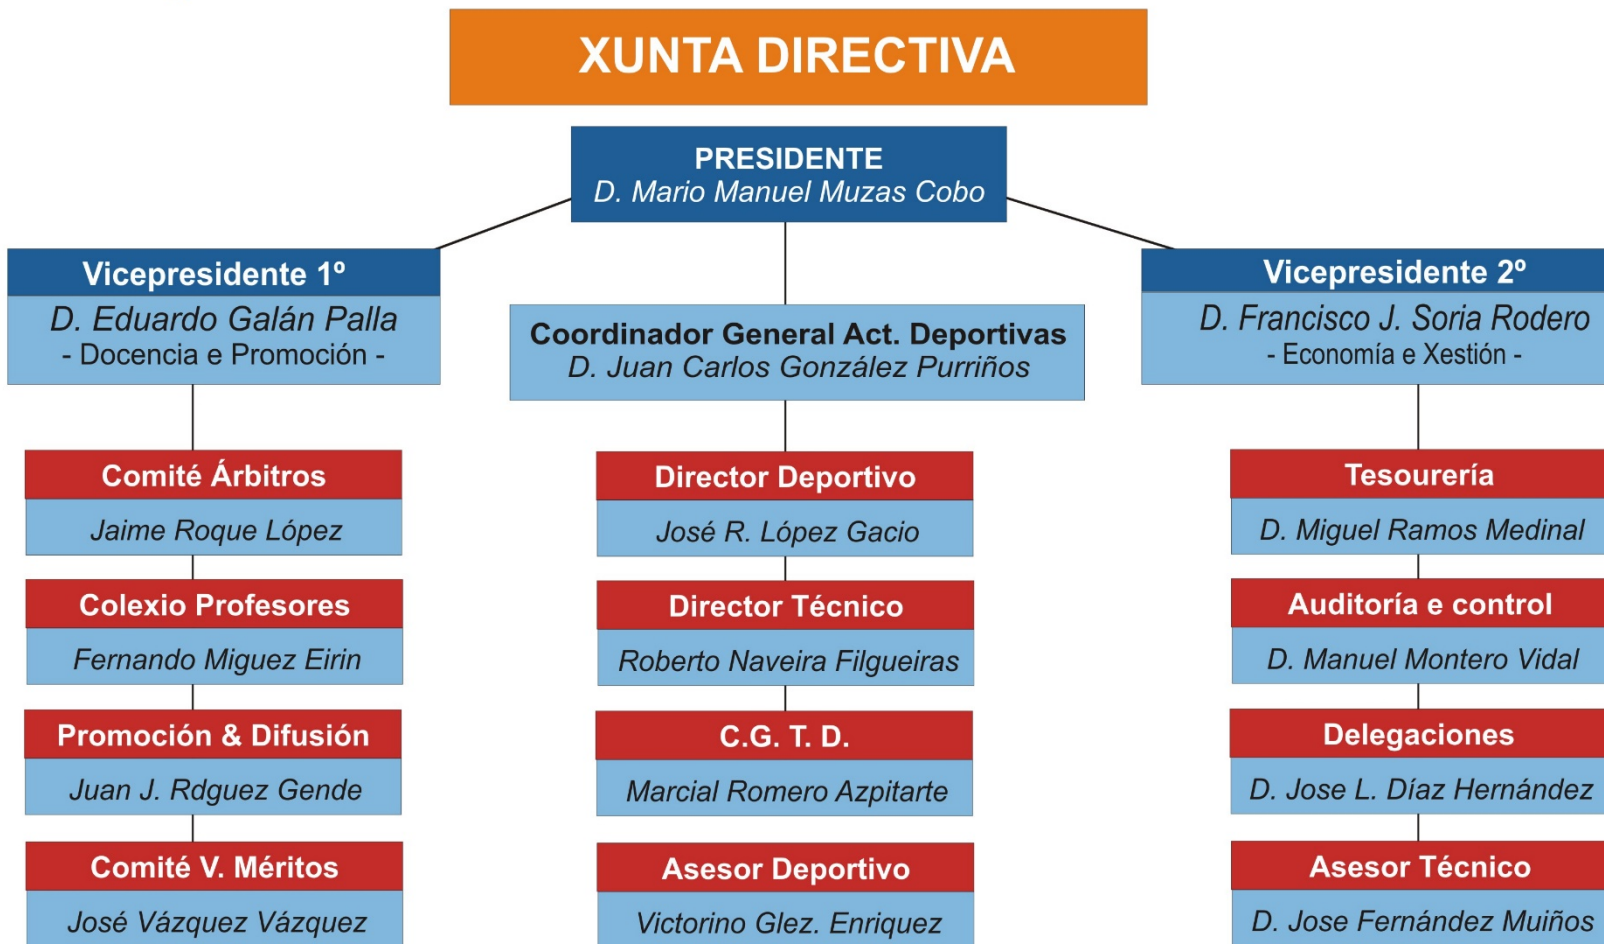 XUNTA DIRECTIVA
PRESIDENTE
D. Mario Manuel Muzas Cobo
Vicepresidente 1º
D. Eduardo Galán Palla
- Docencia e Promoción -
Comité Árbitros
Jaime Roque López
Colexio Profesores
Fernando Miguez Eirin
Promoción & Difusión
Juan J. Rdguez Gende
Comité V. Méritos
José Vázquez Vázquez
Coordinador General Act. Deportivas
D. Juan Carlos González Purriños
Director Deportivo
José R. López Gacio
Director Técnico
Roberto Naveira Filgueiras
C.G. T. D.
Marcial Romero Azpitarte
Asesor Deportivo
Victorino Glez. Enriquez
Vicepresidente 2º
D. Francisco J. Soria Rodero
- Economía e Xestión -
Tesourería
D. Miguel Ramos Medinal
Auditoría e control
D. Manuel Montero Vidal
Delegaciones
D. Jose L. Díaz Hernández
Asesor Técnico
D. Jose Fernández Muiños